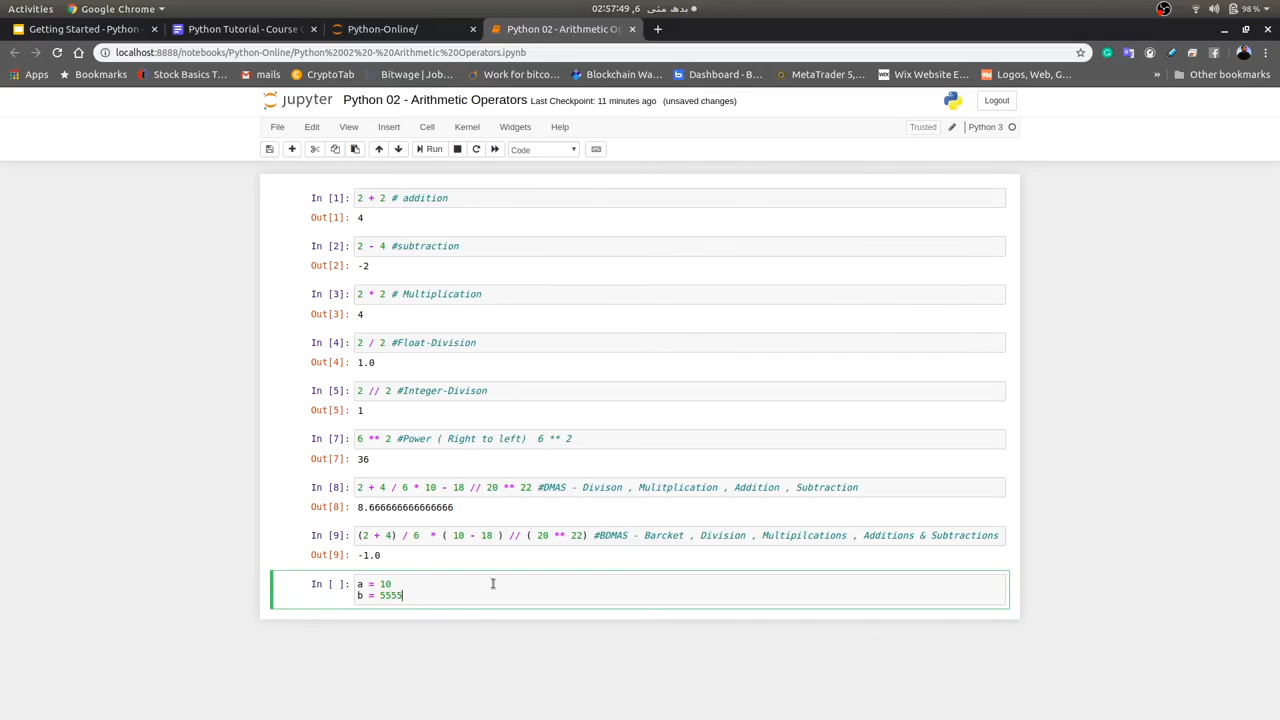 Activities
Google Chrome
02:57:49 ,6 بدھ مئی
98%
Getting Started - Python
Python Tutorial - Course
Python-Online/
Python 02 - Arithmetic O
localhost:8888/notebooks/Python-Online/Python%2002%20-%20Arithmetic%20Operators.ipynb
Apps
Bookmarks
Stock Basics T...
mails
CryptoTab
Bitwage | Job...
Work for bitco...
Blockchain Wa...
Dashboard - B...
MetaTrader 5,...
Wix Website E...
Logos, Web, G...
»
Other bookmarks
jupyter Python 02 - Arithmetic Operators Last Checkpoint: 11 minutes ago (unsaved changes)
Logout
File Edit View Insert Cell Kernel Widgets Help
Trusted
Python 3
Run
Code
In [1]: 2 + 2 # addition
Out[1]: 4
In [2]: 2 - 4 #subtraction
Out[2]: -2
In [3]: 2 * 2 # Multiplication
Out[3]: 4
In [4]: 2 / 2 #Float-Division
Out[4]: 1.0
In [5]: 2 // 2 #Integer-Divison
Out[5]: 1
In [7]: 6 ** 2 #Power ( Right to left)  6 ** 2
Out[7]: 36
In [8]: 2 + 4 / 6 * 10 - 18 // 20 ** 22 #DMAS - Divison , Mulitplication , Addition , Subtraction
Out[8]: 8.666666666666666
In [9]: (2 + 4) / 6  * ( 10 - 18 ) // ( 20 ** 22) #BDMAS - Barcket , Division , Multipilcations , Additions & Subtractions
Out[9]: -1.0
In [ ]: a = 10
b = 5555